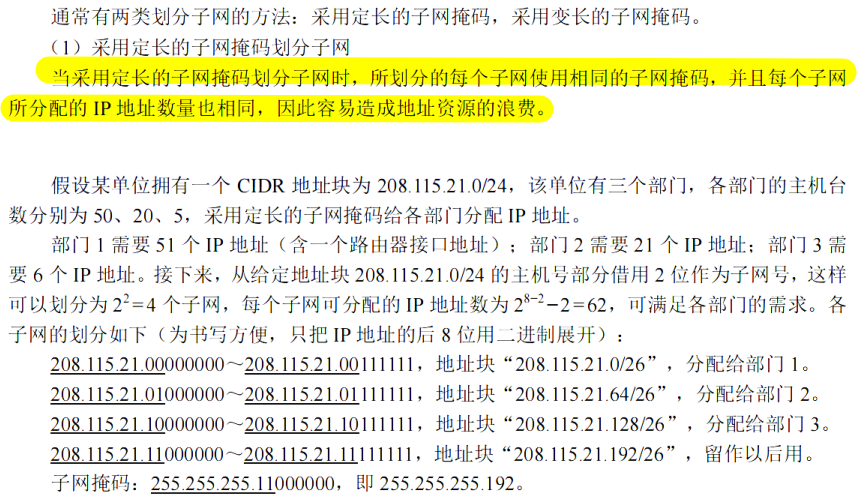 通常有两类划分子网的方法：采用定长的子网掩码，采用变长的子网掩码。
（1）采用定长的子网掩码划分子网
当采用定长的子网掩码划分子网时，所划分的每个子网使用相同的子网掩码，并且每个子网
所分配的 IP 地址数量也相同，因此容易造成地址资源的浪费。
假设某单位拥有一个 CIDR 地址块为 208.115.21.0/24，该单位有三个部门，各部门的主机台
数分别为 50、20、5，采用定长的子网掩码给各部门分配 IP 地址。
部门 1 需要 51 个 IP 地址（含一个路由器接口地址）；部门 2 需要 21 个 IP 地址；部门 3 需
要 6 个 IP 地址。接下来，从给定地址块 208.115.21.0/24 的主机号部分借用 2 位作为子网号，这样
可以划分为 2²=4 个子网，每个子网可分配的 IP 地址数为 2⁸⁻²−2=62，可满足各部门的需求。各
子网的划分如下（为书写方便，只把 IP 地址的后 8 位用二进制展开）：
208.115.21.00000000～208.115.21.00111111，地址块“208.115.21.0/26”，分配给部门 1。
208.115.21.01000000～208.115.21.01111111，地址块“208.115.21.64/26”，分配给部门 2。
208.115.21.10000000～208.115.21.10111111，地址块“208.115.21.128/26”，分配给部门 3。
208.115.21.11000000～208.115.21.11111111，地址块“208.115.21.192/26”，留作以后用。
子网掩码：255.255.255.11000000，即 255.255.255.192。